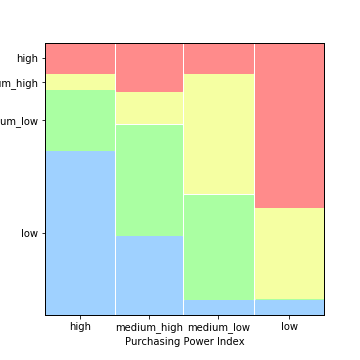 high
um_high
um_low
low
high
medium_high
medium_low
low
Purchasing Power Index